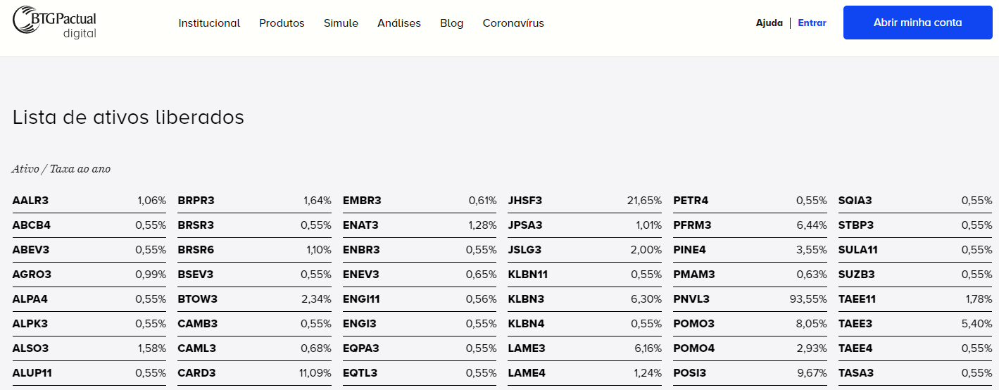 BTGPactual
digital
Institucional Produtos Simule Análises Blog Coronavírus Ajuda | Entrar Abrir minha conta
Lista de ativos liberados
Ativo / Taxa ao ano
AALR3 1,06% BRPR3 1,64% EMBR3 0,61% JHSF3 21,65% PETR4 0,55% SQIA3 0,55%
ABCB4 0,55% BRSR3 0,55% ENAT3 1,28% JPSA3 1,01% PFRM3 6,44% STBP3 0,55%
ABEV3 0,55% BRSR6 1,10% ENBR3 0,55% JSLG3 2,00% PINE4 3,55% SULA11 0,55%
AGRO3 0,99% BSEV3 0,55% ENEV3 0,65% KLBN11 0,55% PMAM3 0,63% SUZB3 0,55%
ALPA4 0,55% BTOW3 2,34% ENGI11 0,56% KLBN3 6,30% PNVL3 93,55% TAEE11 1,78%
ALPK3 0,55% CAMB3 0,55% ENGI3 0,55% KLBN4 0,55% POMO3 8,05% TAEE3 5,40%
ALSO3 1,58% CAML3 0,68% EQPA3 0,55% LAME3 6,16% POMO4 2,93% TAEE4 0,55%
ALUP11 0,55% CARD3 11,09% EQTL3 0,55% LAME4 1,24% POSI3 9,67% TASA3 0,55%